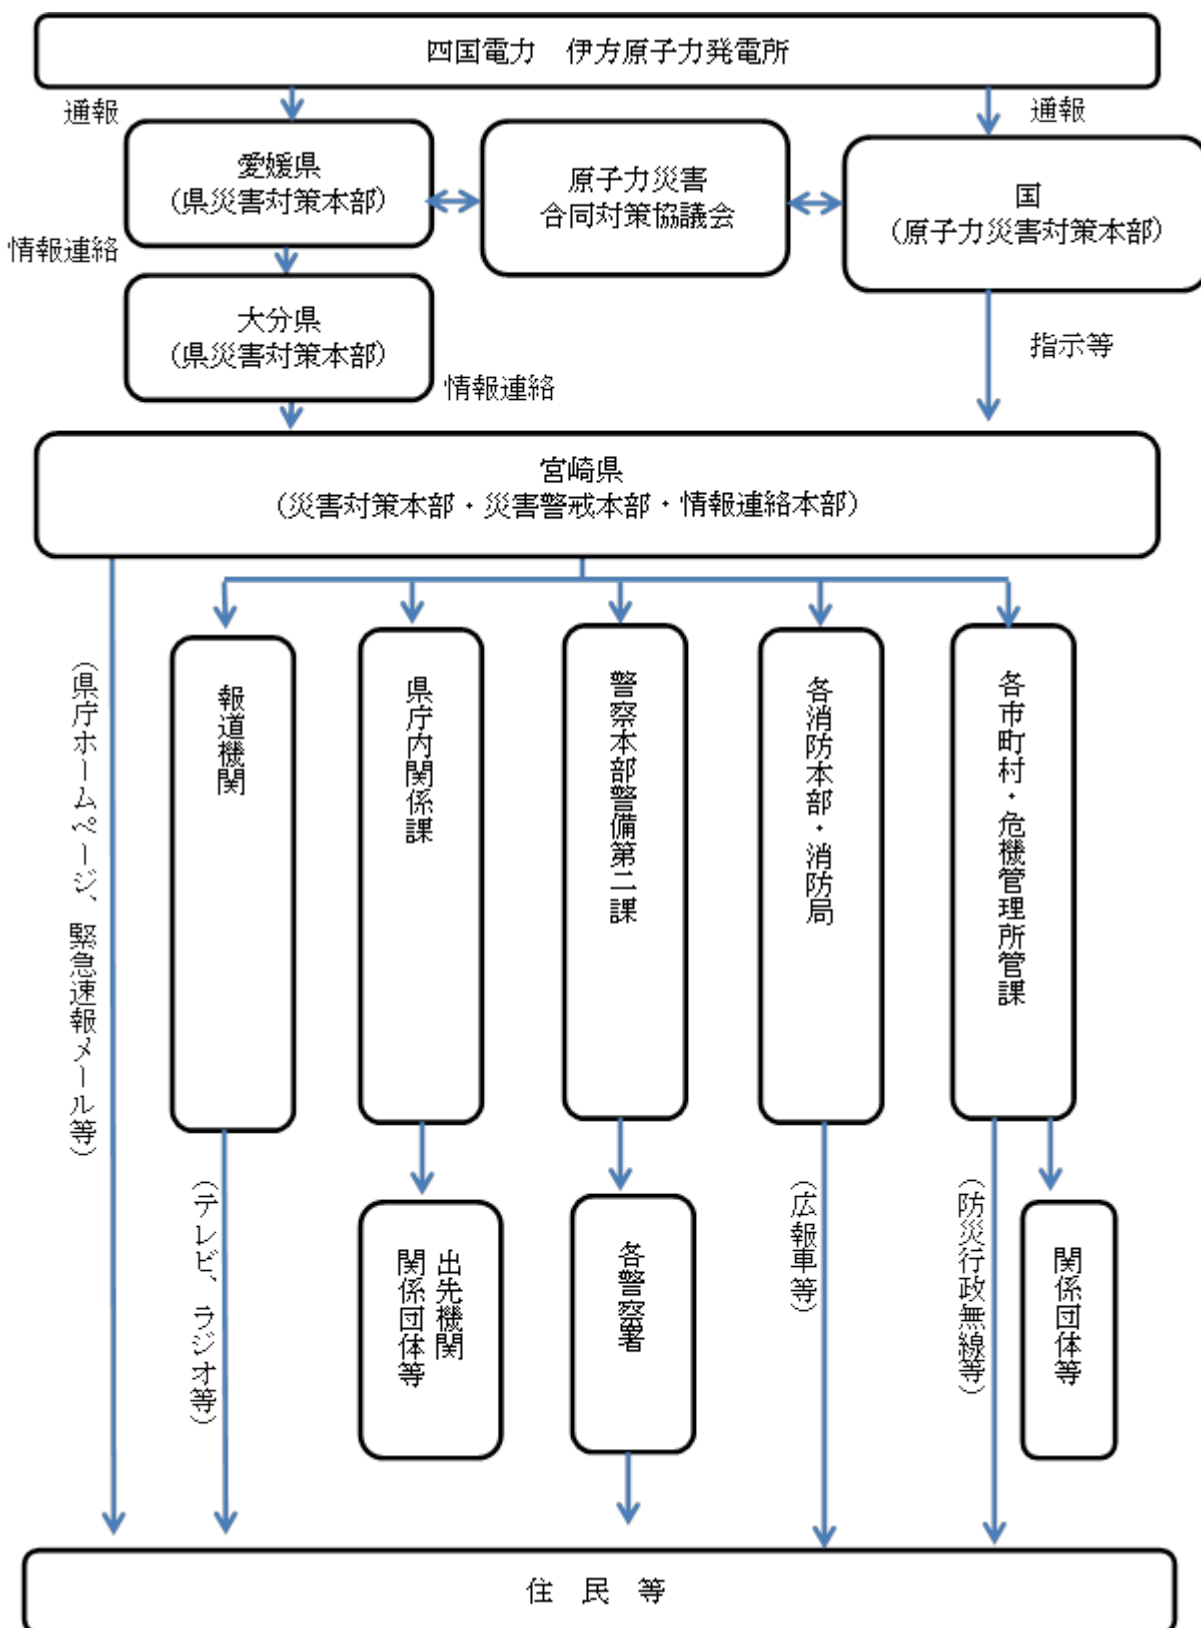 四国電力　伊方原子力発電所
通報
通報
愛媛県
（県災害対策本部）
原子力災害
合同対策協議会
国
（原子力災害対策本部）
情報連絡
大分県
（県災害対策本部）
指示等
情報連絡
宮崎県
（災害対策本部・災害警戒本部・情報連絡本部）
（県庁ホームページ、緊急速報メール等）
報道機関
県庁内関係課
警察本部警備第二課
各消防本部・消防局
各市町村・危機管理所管課
（テレビ、ラジオ等）
出先機関
関係団体等
各警察署
（広報車等）
（防災行政無線等）
関係団体等
住　民　等